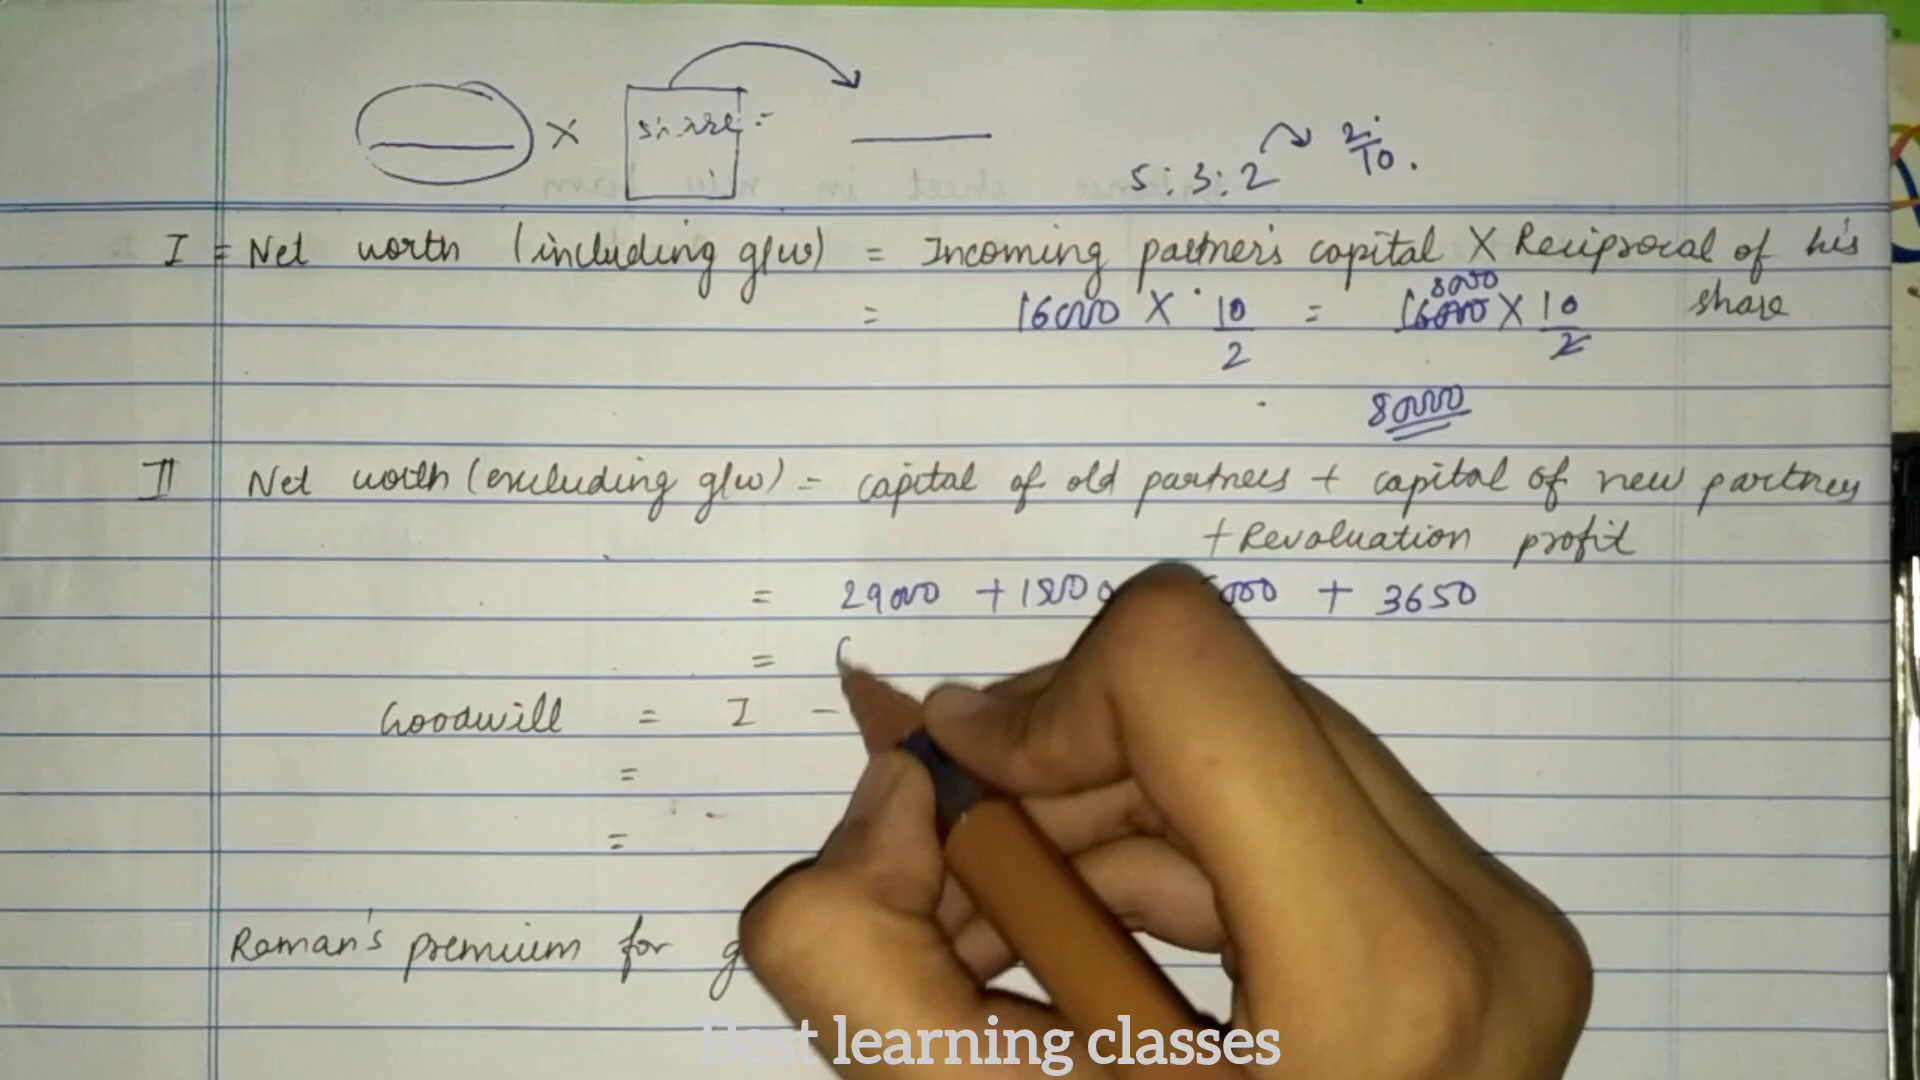 share =
5:3:2 2/10.
I = Net worth (including g/w) = Incoming partner's capital X Reciprocal of his share
= 16000 X 10/2 = 16000 X 10/2
8000
80000
II Net worth (excluding g/w) = capital of old partners + capital of new partners
+ Revaluation profit
= 29000 + 000 + 3650
=
Goodwill = I -
=
=
Raman's premium for g
Best learning classes